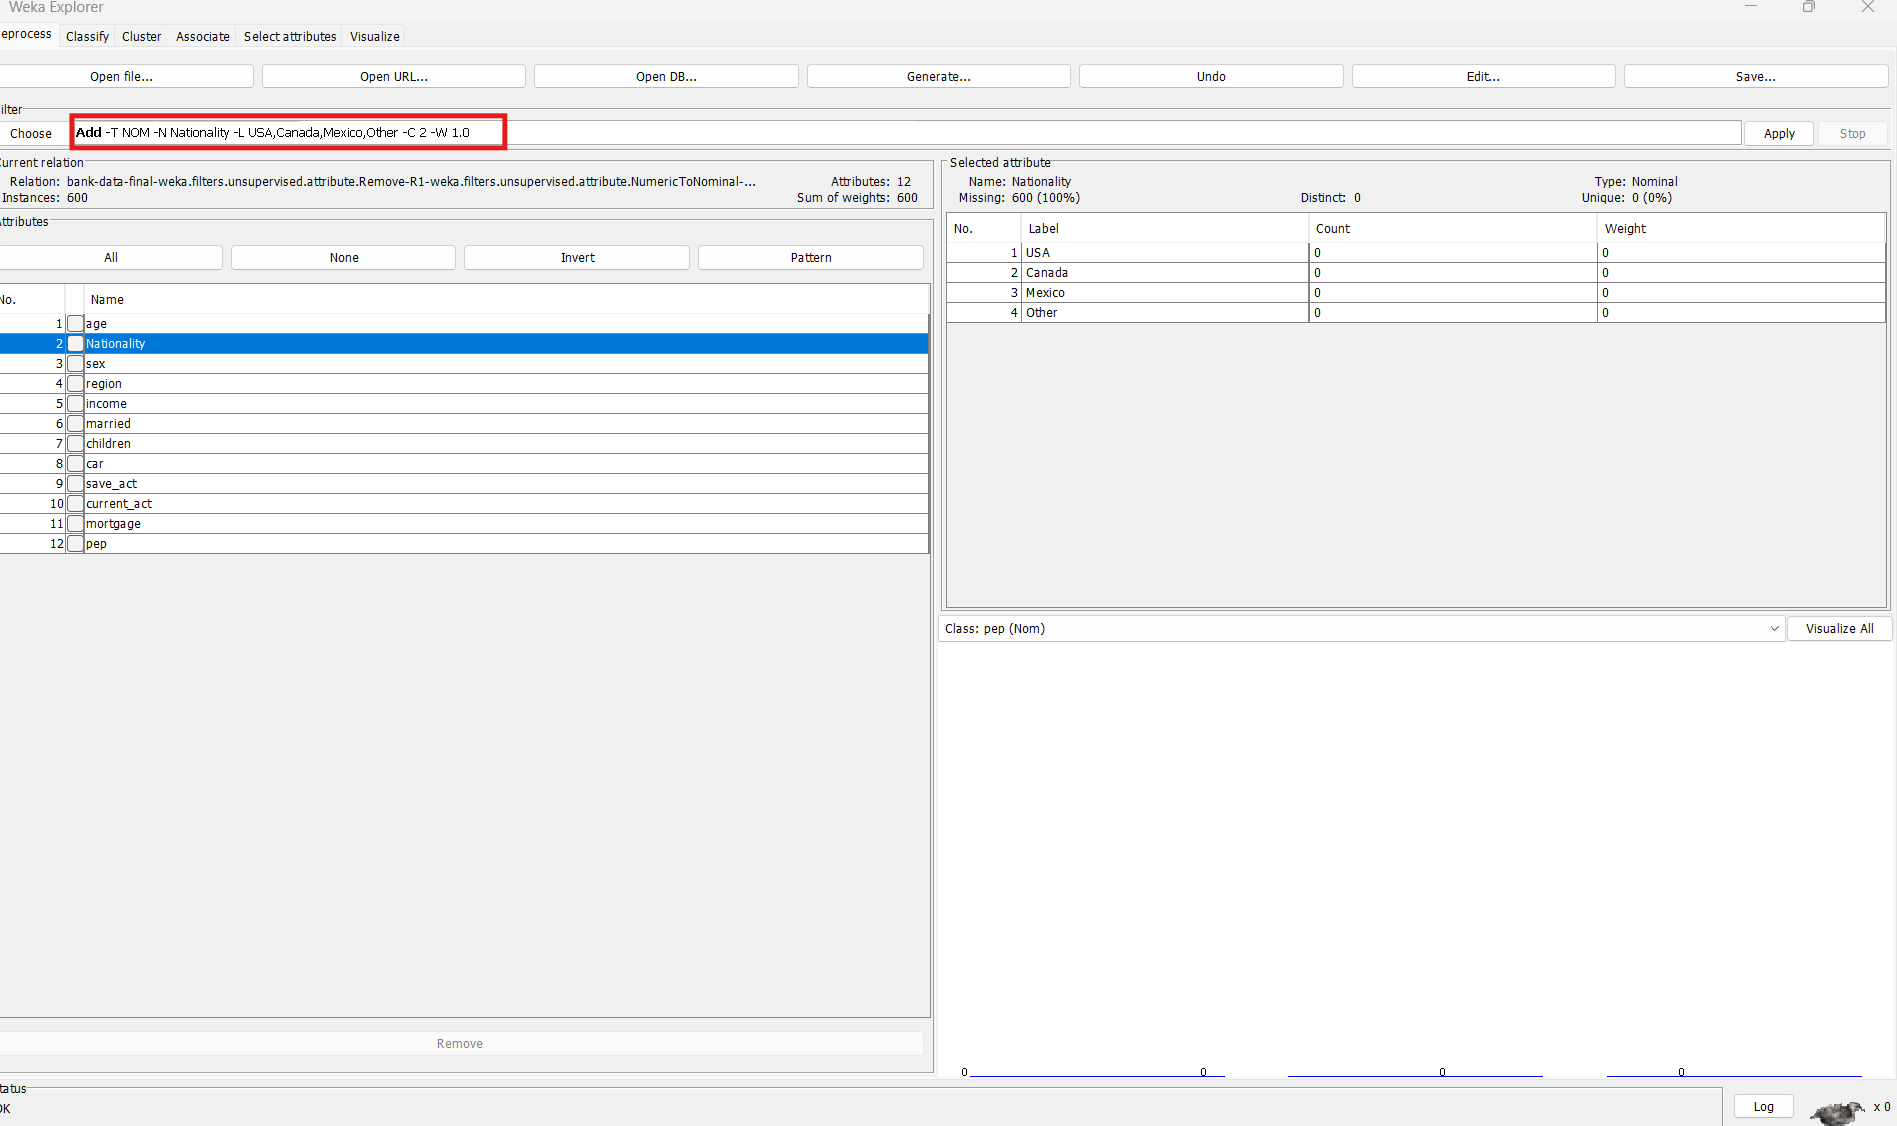 Weka Explorer
eprocess Classify Cluster Associate Select attributes Visualize
Open file... Open URL... Open DB... Generate... Undo Edit... Save...
ilter
Choose Add -T NOM -N Nationality -L USA,Canada,Mexico,Other -C 2 -W 1.0 Apply Stop
urrent relation
Relation: bank-data-final-weka.filters.unsupervised.attribute.Remove-R1-weka.filters.unsupervised.attribute.NumericToNominal-... Attributes: 12
Instances: 600 Sum of weights: 600
ttributes
All None Invert Pattern
No. Name
1 age
2 Nationality
3 sex
4 region
5 income
6 married
7 children
8 car
9 save_act
10 current_act
11 mortgage
12 pep
Remove
Selected attribute
Name: Nationality Type: Nominal
Missing: 600 (100%) Distinct: 0 Unique: 0 (0%)
No. Label Count Weight
1 USA 0 0
2 Canada 0 0
3 Mexico 0 0
4 Other 0 0
Class: pep (Nom) Visualize All
0 0 0 0
tatus
OK
Log x 0